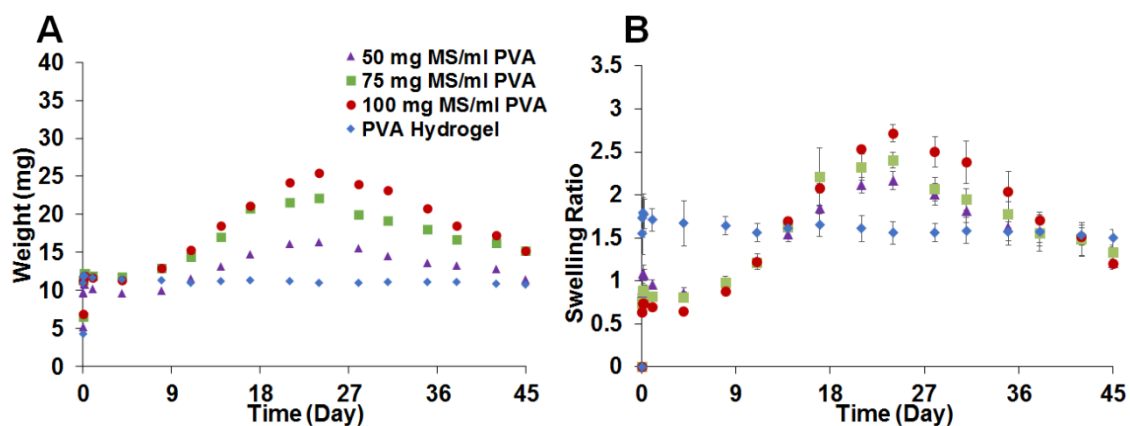 A
50 mg MS/ml PVA
75 mg MS/ml PVA
100 mg MS/ml PVA
PVA Hydrogel
Weight (mg)
40
35
30
25
20
15
10
5
0
0 9 18 27 36 45
Time (Day)
B
Swelling Ratio
3.5
3
2.5
2
1.5
1
0.5
0
0 9 18 27 36 45
Time (Day)